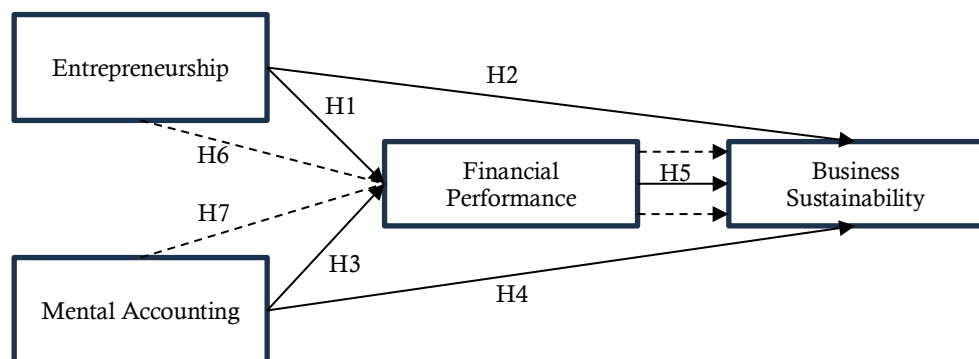 Entrepreneurship
H2
H1
H6
Financial
Performance
H5
Business
Sustainability
H7
H3
H4
Mental Accounting